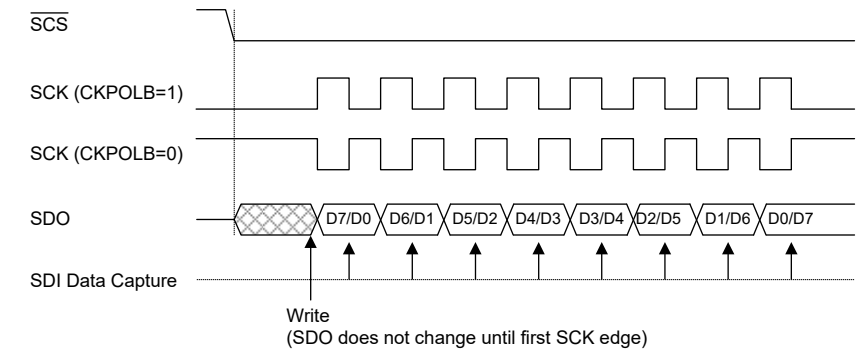 SCS
SCK (CKPOLB=1)
SCK (CKPOLB=0)
SDO
D7/D0 D6/D1 D5/D2 D4/D3 D3/D4 D2/D5 D1/D6 D0/D7
SDI Data Capture
Write
(SDO does not change until first SCK edge)